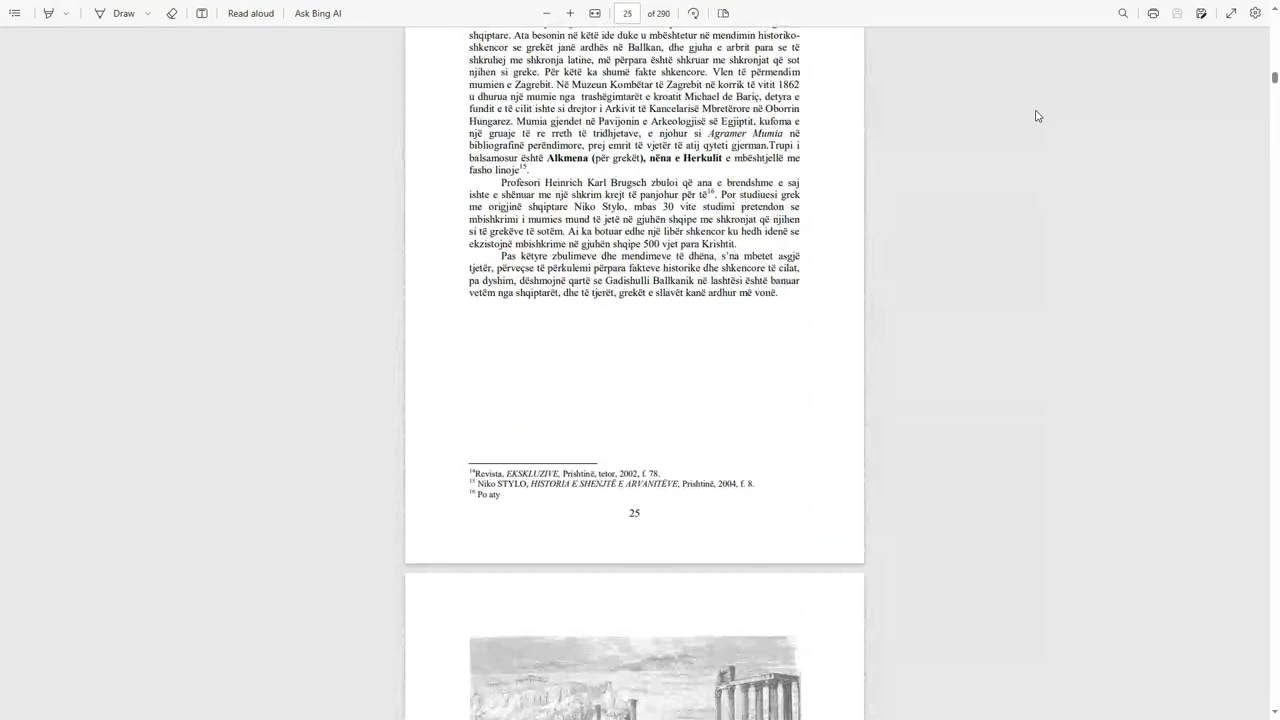 Draw
Read aloud
Ask Bing AI
25 of 290
shqiptare. Ata besonin në këtë ide duke u mbështetur në mendimin historiko-
shkencor se grekët janë ardhës në Ballkan, dhe gjuha e arbrit para se të
shkruhej me shkronja latine, më përpara është shkruar me shkronjat që sot
njihen si greke. Për këtë ka shumë fakte shkencore. Vlen të përmendim
mumien e Zagrebit. Në Muzeun Kombëtar të Zagrebit në korrik të vitit 1862
u dhurua një mumie nga trashëgimtarët e kroatit Michael de Bariç, detyra e
fundit e të cilit ishte si drejtor i Arkivit të Kancelarisë Mbretërore në Oborrin
Hungarez. Mumia gjendet në Pavijonin e Arkeologjisë së Egjiptit, kufoma e
një gruaje të re rreth të tridhjetave, e njohur si Agramer Mumia në
bibliografinë perëndimore, prej emrit të vjetër të atij qyteti gjerman.Trupi i
balsamosur është Alkmena (për grekët), nëna e Herkulit e mbështjellë me
fasho linoje15.
Profesori Heinrich Karl Brugsch zbuloi që ana e brendshme e saj
ishte e shënuar me një shkrim krejt të panjohur për të16. Por studiuesi grek
me origjinë shqiptare Niko Stylo, mbas 30 vite studimi pretendon se
mbishkrimi i mumies mund të jetë në gjuhën shqipe me shkronjat që njihen
si të grekëve të sotëm. Ai ka botuar edhe një libër shkencor ku hedh idenë se
ekzistojnë mbishkrime në gjuhën shqipe 500 vjet para Krishtit.
Pas këtyre zbulimeve dhe mendimeve të dhëna, s'na mbetet asgjë
tjetër, përveçse të përkulemi përpara fakteve historike dhe shkencore të cilat,
pa dyshim, dëshmojnë qartë se Gadishulli Ballkanik në lashtësi është banuar
vetëm nga shqiptarët, dhe të tjerët, grekët e sllavët kanë ardhur më vonë.
14Revista, EKSKLUZIVE, Prishtinë, tetor, 2002, f. 78.
15 Niko STYLO, HISTORIA E SHENJTË E ARVANITËVE, Prishtinë, 2004, f. 8.
16 Po aty
25